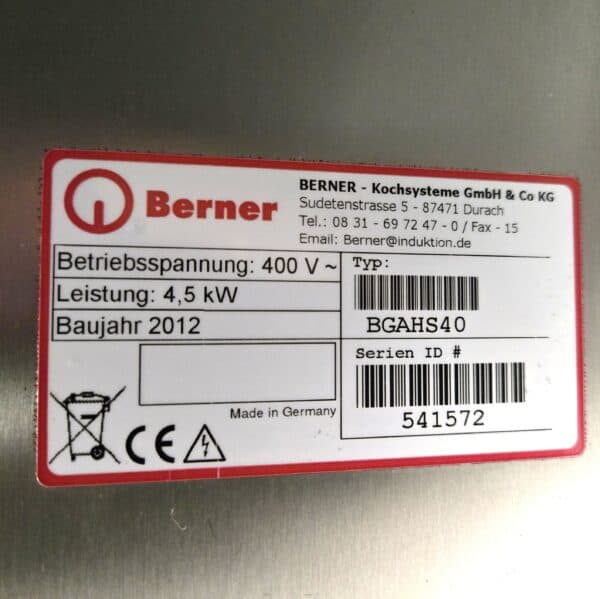 Berner
BERNER - Kochsysteme GmbH & Co KG
Sudetenstrasse 5 - 87471 Durach
Tel.: 08 31 - 69 72 47 - 0 / Fax - 15
Email: Berner@induktion.de
Betriebsspannung: 400 V ~
Leistung: 4,5 kW
Baujahr 2012
Typ:
BGAHS40
Serien ID #
541572
Made in Germany
CE